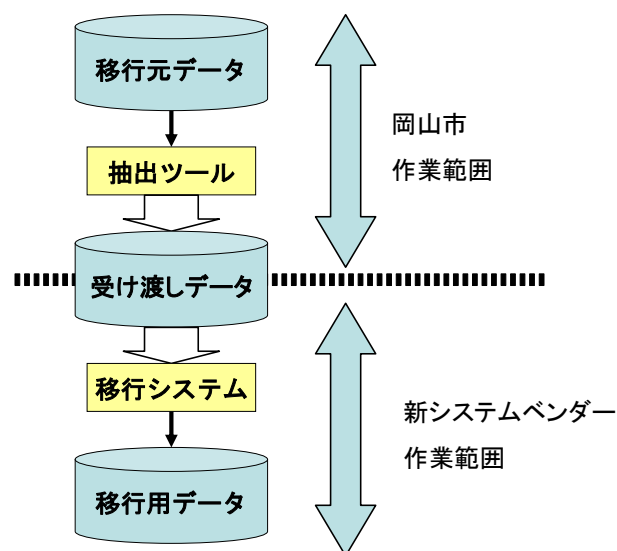 移行元データ
岡山市
作業範囲
抽出ツール
受け渡しデータ
移行システム
新システムベンダー
作業範囲
移行用データ